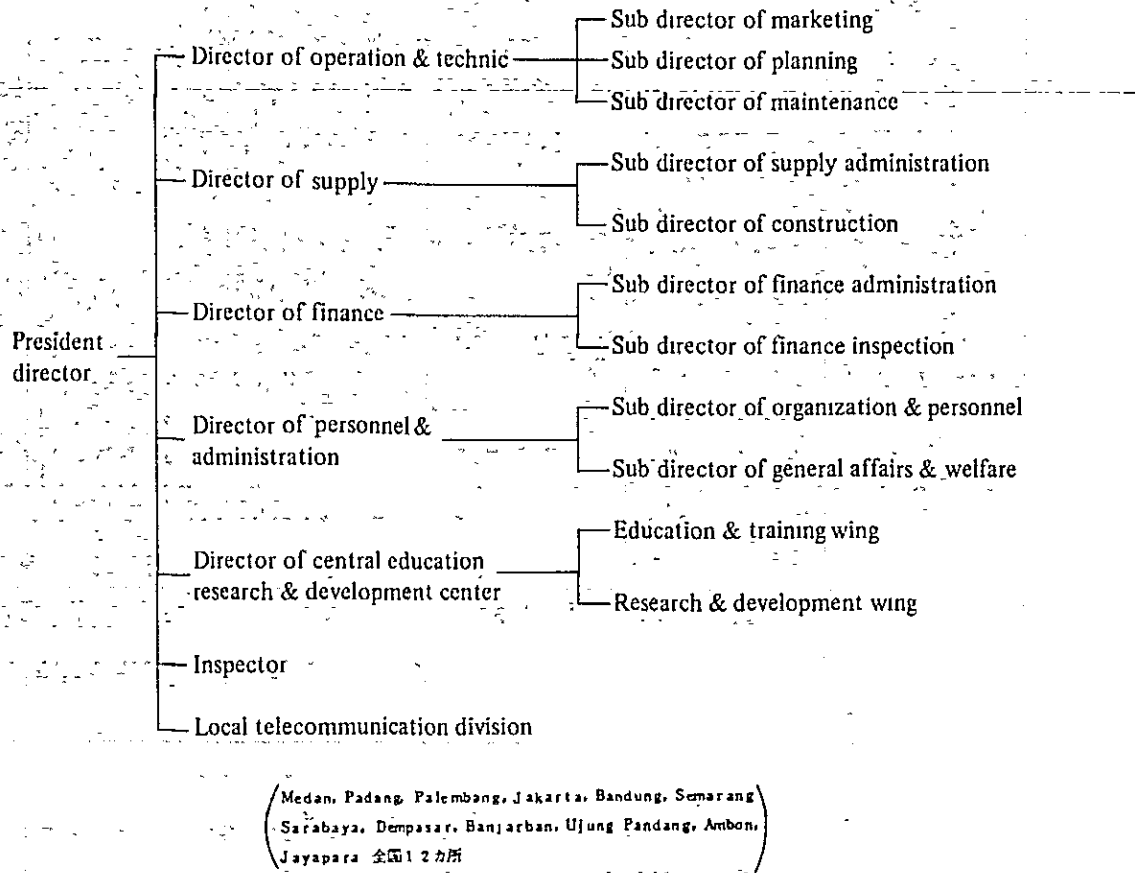 Sub director of marketing
Director of operation & technic
Sub director of planning
Sub director of maintenance
Sub director of supply administration
Director of supply
Sub director of construction
Sub director of finance administration
Director of finance
Sub director of finance inspection
President
director
Sub director of organization & personnel
Director of personnel &
administration
Sub director of general affairs & welfare
Education & training wing
Director of central education
research & development center
Research & development wing
Inspector
Local telecommunication division
Medan, Padang, Palembang, Jakarta, Bandung, Semarang
Sarabaya, Dempasar, Banjarban, Ujung Pandang, Ambon,
Jayapara 全国12カ所